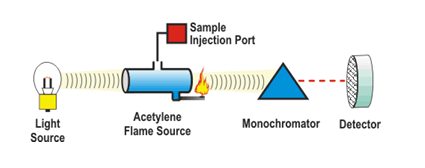 Sample
Injection Port
Light
Source
Acetylene
Flame Source
Monochromator
Detector